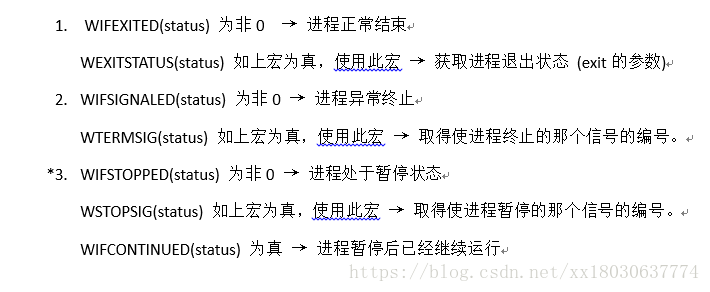 1. WIFEXITED(status) 为非 0 → 进程正常结束
WEXITSTATUS(status) 如上宏为真，使用此宏 → 获取进程退出状态 (exit 的参数)↵
2. WIFSIGNALED(status) 为非 0 → 进程异常终止
WTERMSIG(status) 如上宏为真，使用此宏 → 取得使进程终止的那个信号的编号。↵
*3. WIFSTOPPED(status) 为非 0 → 进程处于暂停状态
WSTOPSIG(status) 如上宏为真，使用此宏 → 取得使进程暂停的那个信号的编号。↵
WIFCONTINUED(status) 为真 → 进程暂停后已经继续运行↵
https://blog.csdn.net/xx18030637774